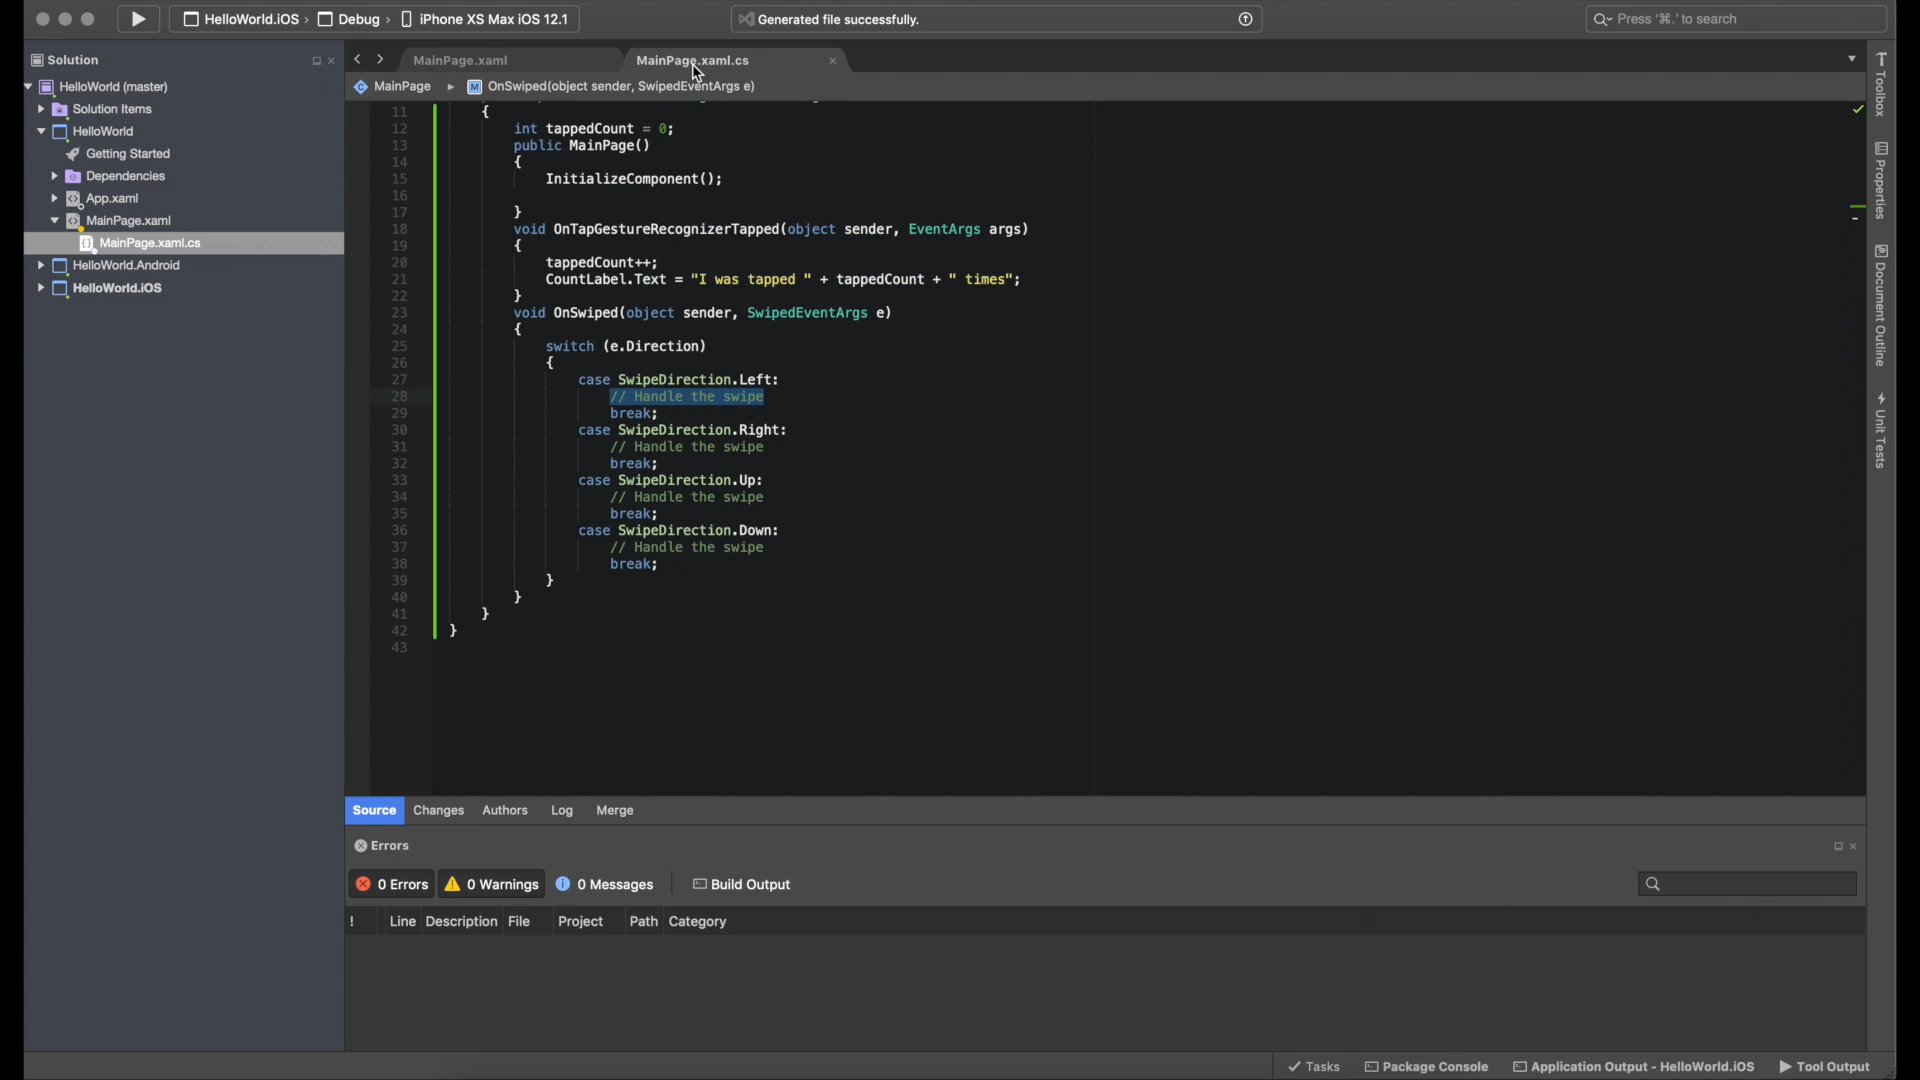 HelloWorld.iOS › Debug › iPhone XS Max iOS 12.1
Generated file successfully.
Press '⌘.' to search
Solution
HelloWorld (master)
Solution Items
HelloWorld
Getting Started
Dependencies
App.xaml
MainPage.xaml
MainPage.xaml.cs
HelloWorld.Android
HelloWorld.iOS
MainPage.xaml
MainPage.xaml.cs
MainPage
OnSwiped(object sender, SwipedEventArgs e)
11 {
12 int tappedCount = 0;
13 public MainPage()
14 {
15 InitializeComponent();
16
17 }
18 void OnTapGestureRecognizerTapped(object sender, EventArgs args)
19 {
20 tappedCount++;
21 CountLabel.Text = "I was tapped " + tappedCount + " times";
22 }
23 void OnSwiped(object sender, SwipedEventArgs e)
24 {
25 switch (e.Direction)
26 {
27 case SwipeDirection.Left:
28 // Handle the swipe
29 break;
30 case SwipeDirection.Right:
31 // Handle the swipe
32 break;
33 case SwipeDirection.Up:
34 // Handle the swipe
35 break;
36 case SwipeDirection.Down:
37 // Handle the swipe
38 break;
39 }
40 }
41 }
42 }
43
Toolbox
Properties
Document Outline
Unit Tests
Source Changes Authors Log Merge
Errors
0 Errors 0 Warnings 0 Messages Build Output
! Line Description File Project Path Category
Tasks Package Console Application Output - HelloWorld.iOS Tool Output